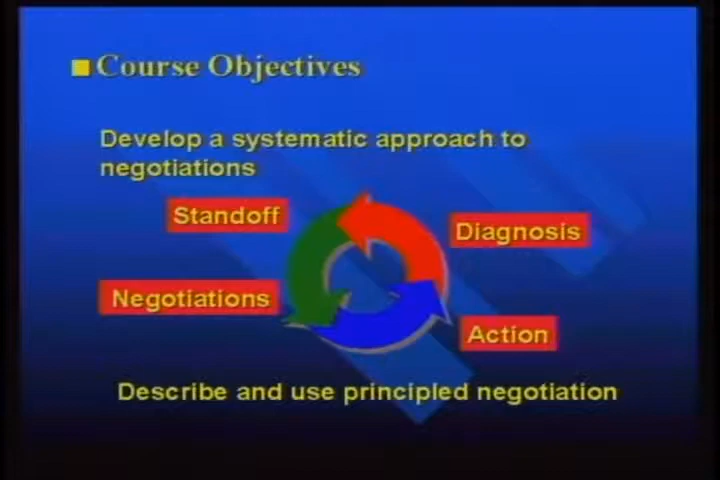 Course Objectives
Develop a systematic approach to
negotiations
Standoff
Diagnosis
Negotiations
Action
Describe and use principled negotiation